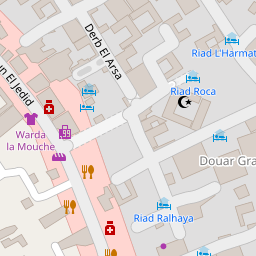 Derb El Arsa
Riad L'Harmat
un El Jedid
Riad Roca
Warda
la Mouche
Douar Gra
Riad Ralhaya